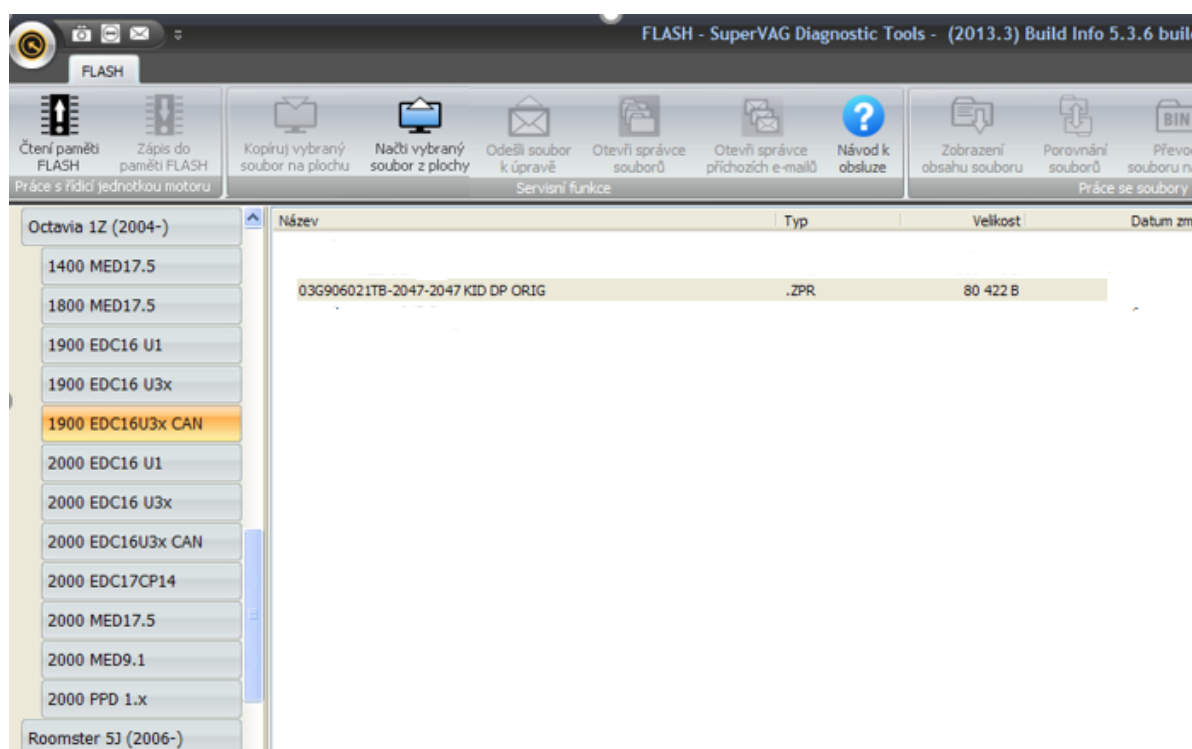 FLASH - SuperVAG Diagnostic Tools - (2013.3) Build Info 5.3.6 build
FLASH
Čtení paměti
FLASH
Zápis do
paměti FLASH
Práce s řídicí jednotkou motoru
Kopíruj vybraný
soubor na plochu
Načti vybraný
soubor z plochy
Odešli soubor
k úpravě
Otevři správce
souborů
Otevři správce
příchozích e-mailů
Návod k
obsluze
Servisní funkce
Zobrazení
obsahu souboru
Porovnání
souborů
BIN
Převo
souboru n
Práce se soubory
Octavia 1Z (2004-)
1400 MED17.5
1800 MED17.5
1900 EDC16 U1
1900 EDC16 U3x
1900 EDC16U3x CAN
2000 EDC16 U1
2000 EDC16 U3x
2000 EDC16U3x CAN
2000 EDC17CP14
2000 MED17.5
2000 MED9.1
2000 PPD 1.x
Roomster 5J (2006-)
Název Typ Velikost Datum zm
03G906021TB-2047-2047 KID DP ORIG .ZPR 80 422 B